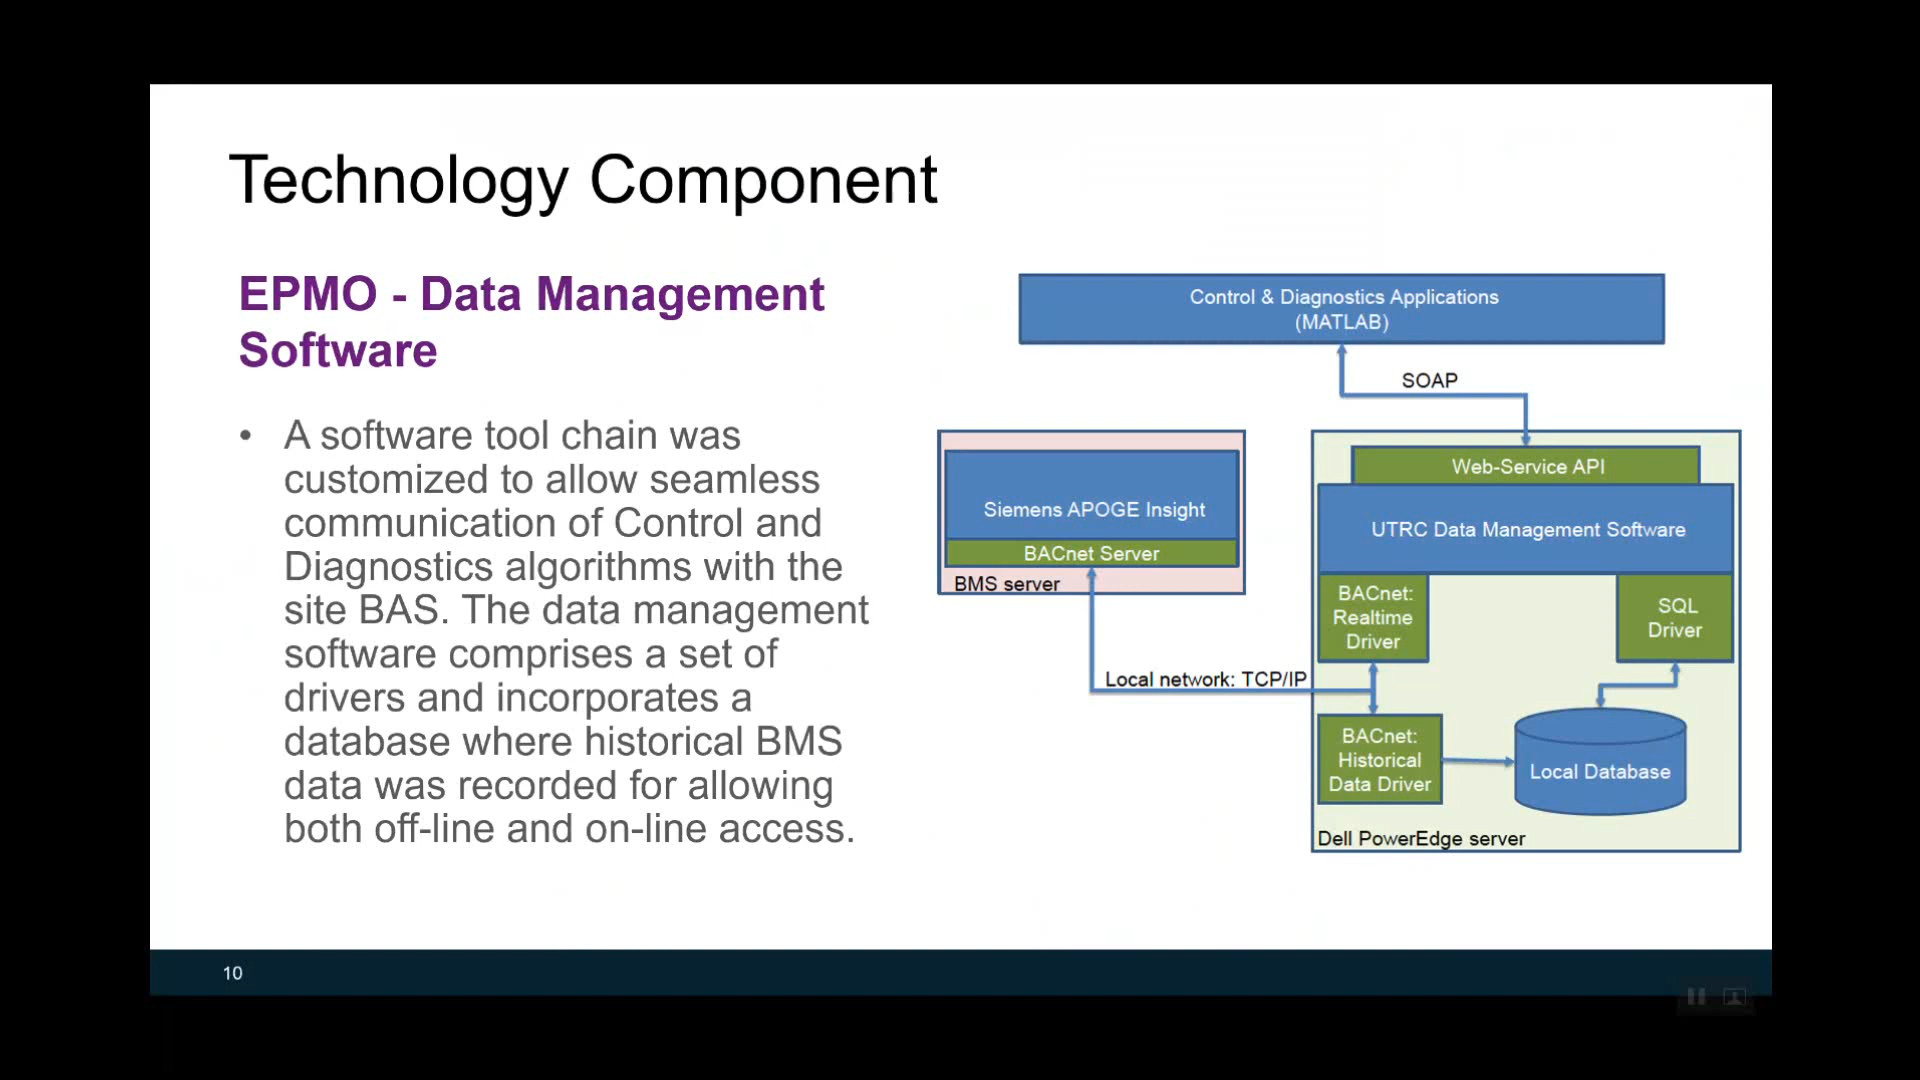 Technology Component
EPMO - Data Management
Software
• A software tool chain was
customized to allow seamless
communication of Control and
Diagnostics algorithms with the
site BAS. The data management
software comprises a set of
drivers and incorporates a
database where historical BMS
data was recorded for allowing
both off-line and on-line access.
Control & Diagnostics Applications
(MATLAB)
SOAP
Siemens APOGE Insight
BACnet Server
BMS server
Local network: TCP/IP
Web-Service API
UTRC Data Management Software
BACnet:
Realtime
Driver
SQL
Driver
BACnet:
Historical
Data Driver
Local Database
Dell PowerEdge server
10